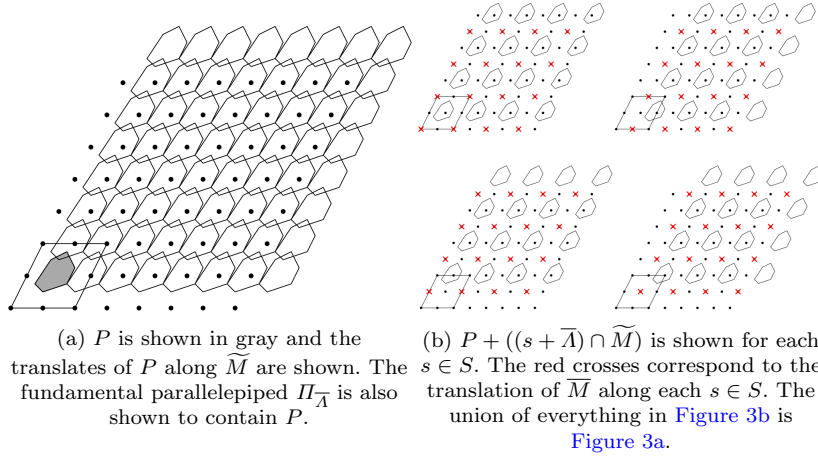 (a) P is shown in gray and the
translates of P along M̃ are shown. The
fundamental parallelepiped Π_Λ̅ is also
shown to contain P.
(b) P + ((s + Λ̅) ∩ M̃) is shown for each
s ∈ S. The red crosses correspond to the
translation of M̅ along each s ∈ S. The
union of everything in Figure 3b is
Figure 3a.